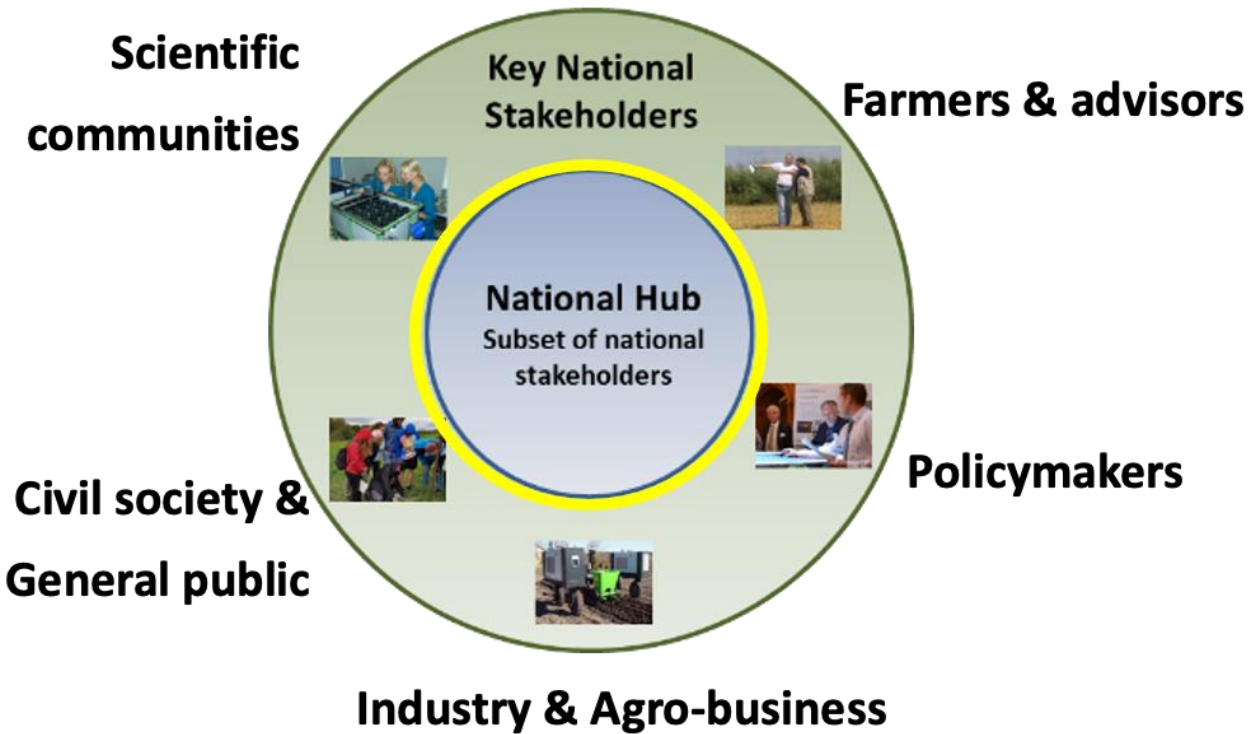 Scientific
communities
Key National
Stakeholders
Farmers & advisors
National Hub
Subset of national
stakeholders
Policymakers
Civil society &
General public
Industry & Agro-business